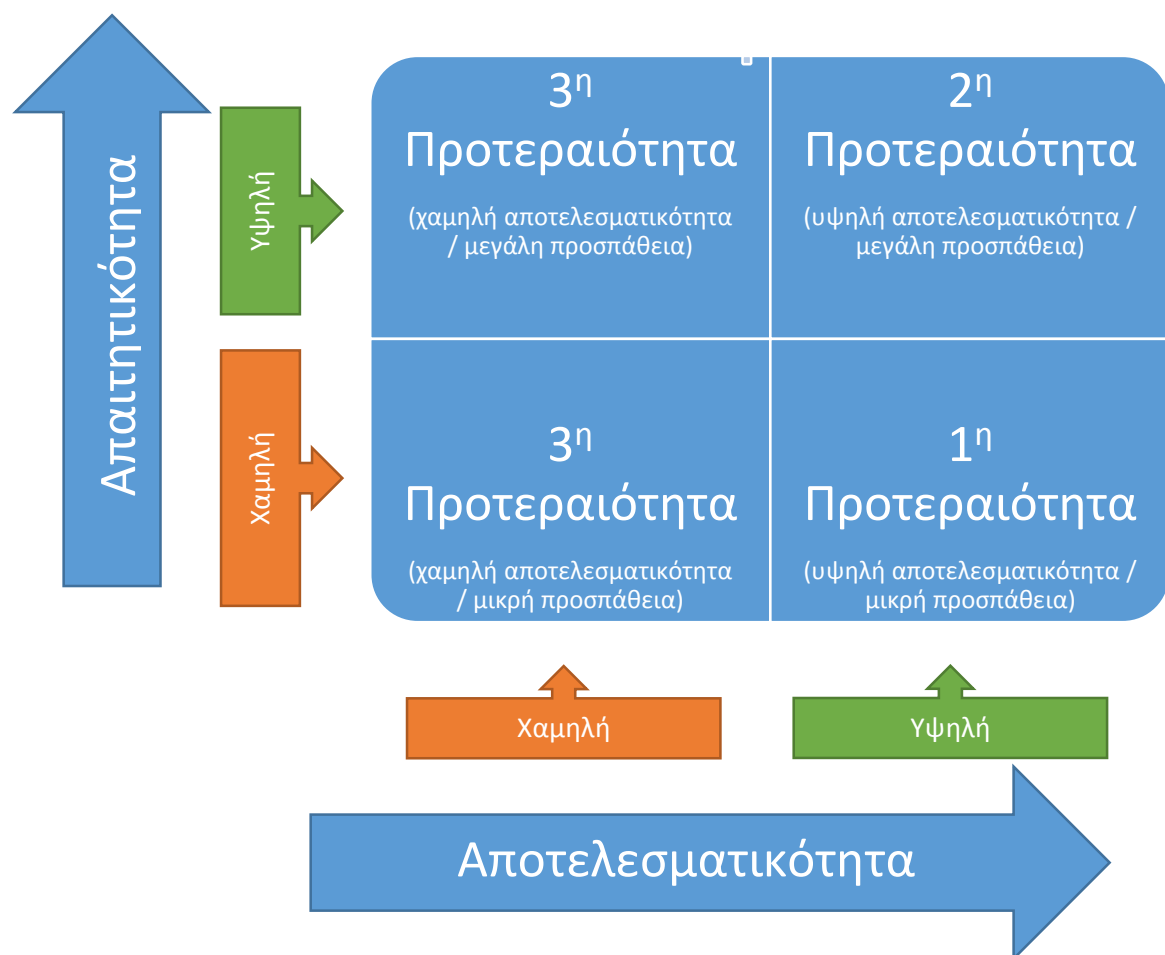 Απαιτητικότητα
Υψηλή
Χαμηλή
3η
Προτεραιότητα
(χαμηλή αποτελεσματικότητα
/ μεγάλη προσπάθεια)
2η
Προτεραιότητα
(υψηλή αποτελεσματικότητα /
μεγάλη προσπάθεια)
3η
Προτεραιότητα
(χαμηλή αποτελεσματικότητα
/ μικρή προσπάθεια)
1η
Προτεραιότητα
(υψηλή αποτελεσματικότητα /
μικρή προσπάθεια)
Χαμηλή
Υψηλή
Αποτελεσματικότητα